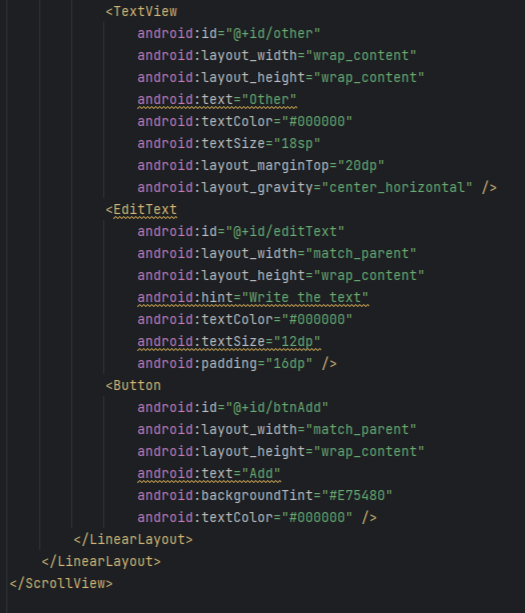 <TextView
android:id="@+id/other"
android:layout_width="wrap_content"
android:layout_height="wrap_content"
android:text="Other"
android:textColor="#000000"
android:textSize="18sp"
android:layout_marginTop="20dp"
android:layout_gravity="center_horizontal" />
<EditText
android:id="@+id/editText"
android:layout_width="match_parent"
android:layout_height="wrap_content"
android:hint="Write the text"
android:textColor="#000000"
android:textSize="12dp"
android:padding="16dp" />
<Button
android:id="@+id/btnAdd"
android:layout_width="match_parent"
android:layout_height="wrap_content"
android:text="Add"
android:backgroundTint="#E75480"
android:textColor="#000000" />
</LinearLayout>
</LinearLayout>
</ScrollView>